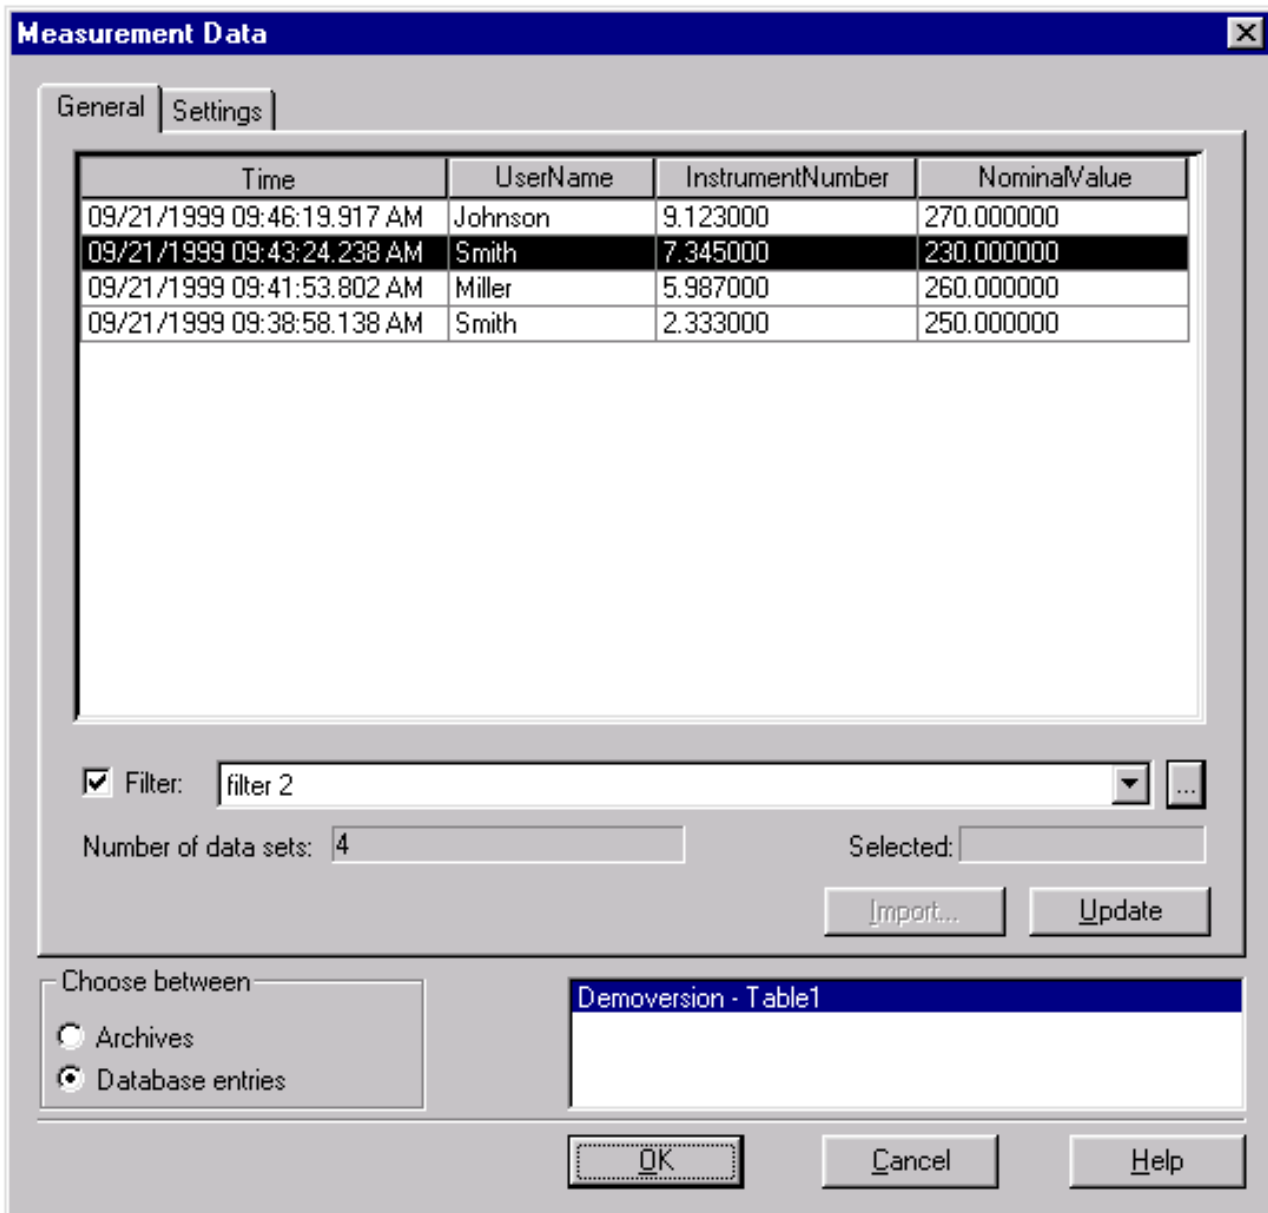 Measurement Data
General Settings
Time UserName InstrumentNumber NominalValue
09/21/1999 09:46:19.917 AM Johnson 9.123000 270.000000
09/21/1999 09:43:24.238 AM Smith 7.345000 230.000000
09/21/1999 09:41:53.802 AM Miller 5.987000 260.000000
09/21/1999 09:38:58.138 AM Smith 2.333000 250.000000
Filter: filter 2 ...
Number of data sets: 4 Selected:
Import... Update
Choose between
Demoversion - Table1
Archives
Database entries
OK Cancel Help